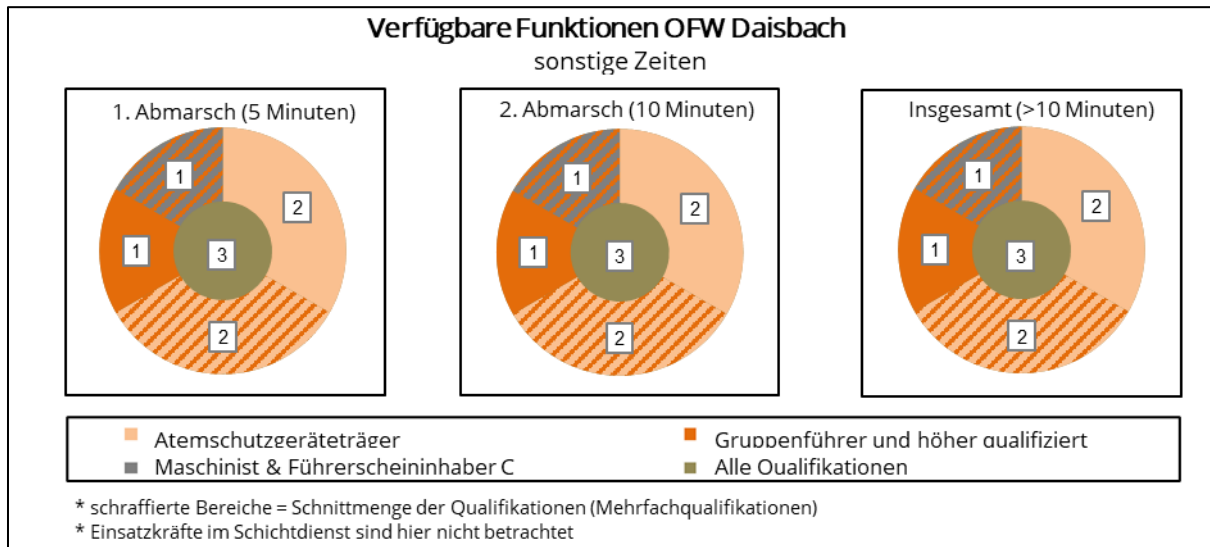 Verfügbare Funktionen OFW Daisbach
sonstige Zeiten
1. Abmarsch (5 Minuten)
1
2
1
3
2
2. Abmarsch (10 Minuten)
1
2
1
3
2
Insgesamt (>10 Minuten)
1
2
1
3
2
Atemschutzgeräteträger
Gruppenführer und höher qualifiziert
Maschinist & Führerscheininhaber C
Alle Qualifikationen
* schraffierte Bereiche = Schnittmenge der Qualifikationen (Mehrfachqualifikationen)
* Einsatzkräfte im Schichtdienst sind hier nicht betrachtet